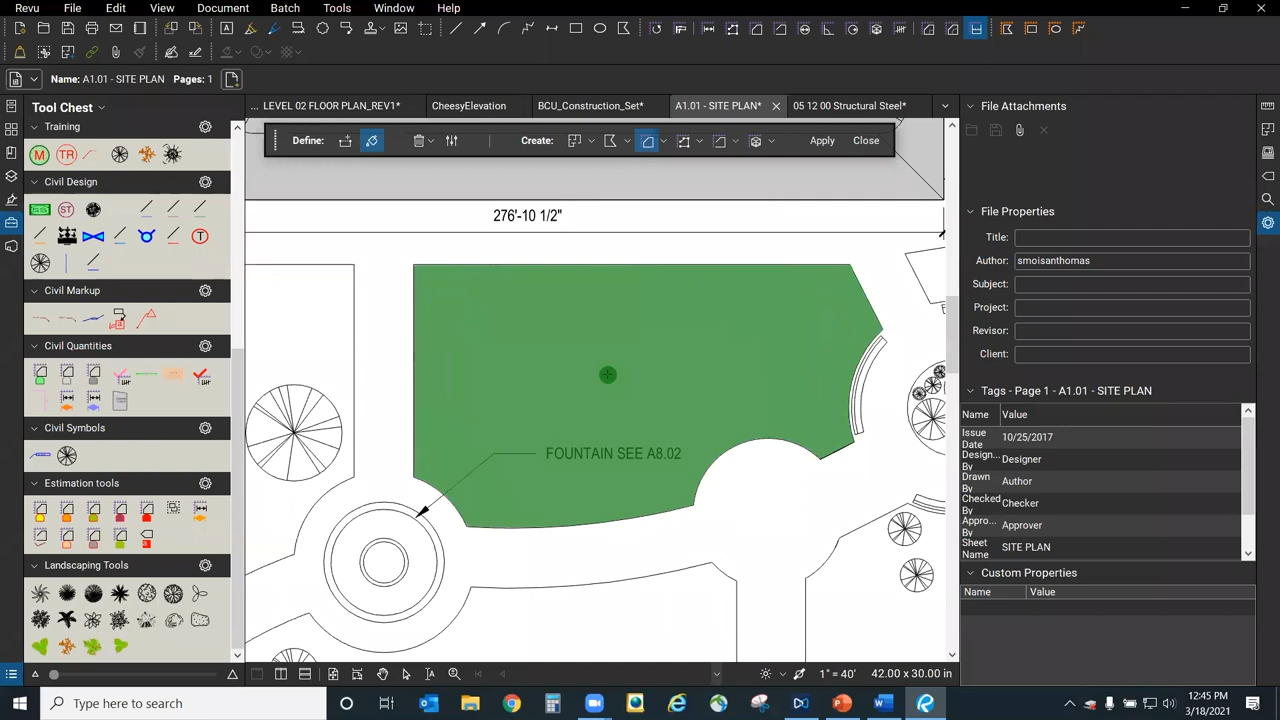 Revu File Edit View Document Batch Tools Window Help
Name: A1.01 - SITE PLAN Pages: 1
Tool Chest
... LEVEL 02 FLOOR PLAN_REV1* CheesyElevation BCU_Construction_Set* A1.01 - SITE PLAN* 05 12 00 Structural Steel*
File Attachments
Training
Define: Create: Apply Close
M TR
Civil Design
ST
T
Civil Markup
Civil Quantities
Civil Symbols
Estimation tools
Landscaping Tools
276'-10 1/2"
FOUNTAIN SEE A8.02
File Properties
Title:
Author: smoisanthomas
Subject:
Project:
Revisor:
Client:
Tags - Page 1 - A1.01 - SITE PLAN
Name Value
Issue Date 10/25/2017
Design... By Designer
Drawn By Author
Checked By Checker
Appro... By Approver
Sheet Name SITE PLAN
Custom Properties
Name Value
1" = 40' 42.00 x 30.00 in
Type here to search
12:45 PM
3/18/2021